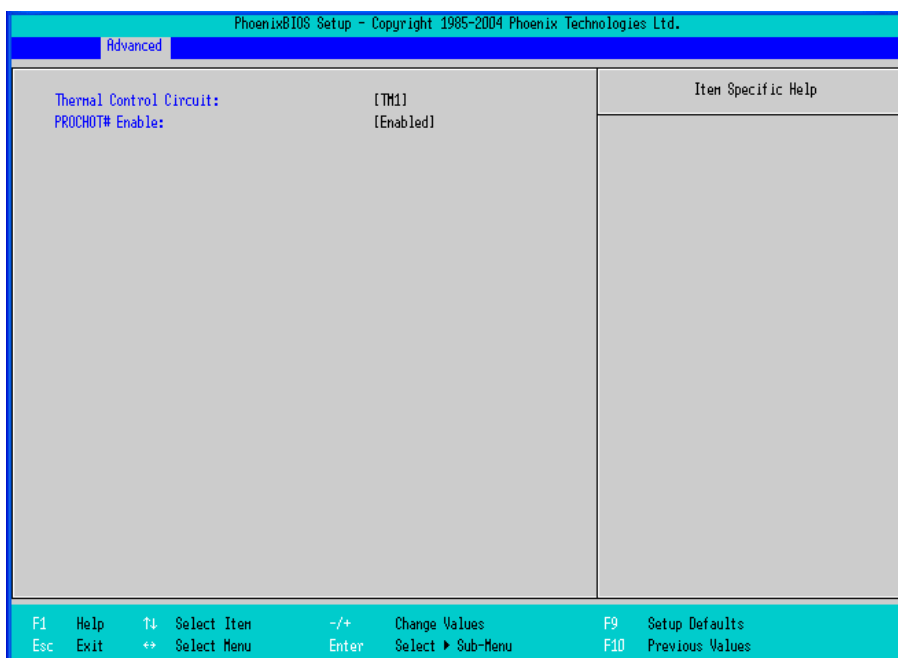 PhoenixBIOS Setup - Copyright 1985-2004 Phoenix Technologies Ltd.
Advanced
Thermal Control Circuit: [TM1]
PROCHOT# Enable: [Enabled]
Item Specific Help
F1 Help ↑↓ Select Item -/+ Change Values F9 Setup Defaults
Esc Exit ↔ Select Menu Enter Select ▶ Sub-Menu F10 Previous Values